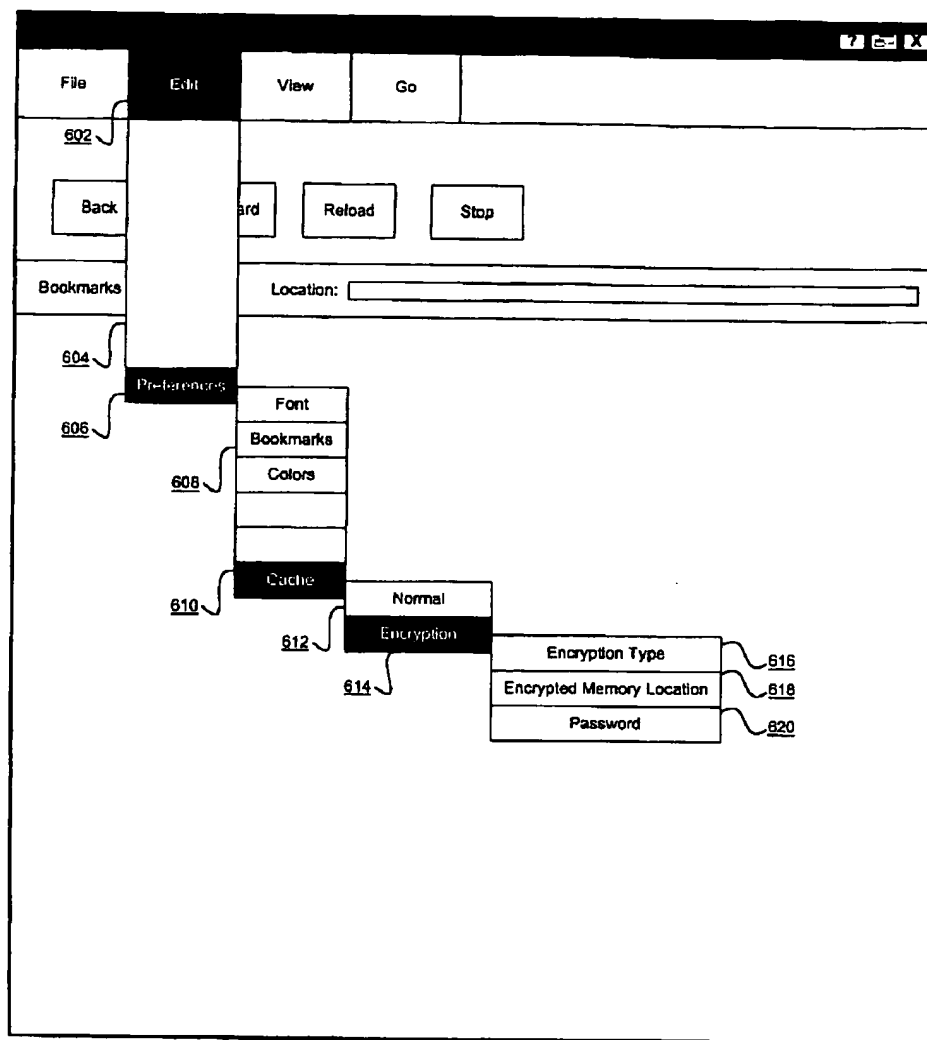 ?
X
File Edit View Go
602
Back ard Reload Stop
Bookmarks Location:
604
Preferences
606
Font
Bookmarks
608
Colors
Cache
610
Normal
612
Encryption
614
Encryption Type
616
Encrypted Memory Location
618
Password
620